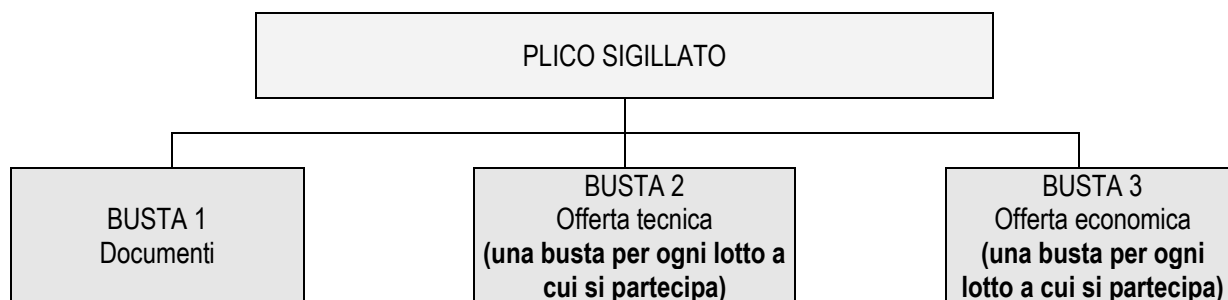 PLICO SIGILLATO
BUSTA 1
Documenti
BUSTA 2
Offerta tecnica
(una busta per ogni lotto a
cui si partecipa)
BUSTA 3
Offerta economica
(una busta per ogni
lotto a cui si partecipa)